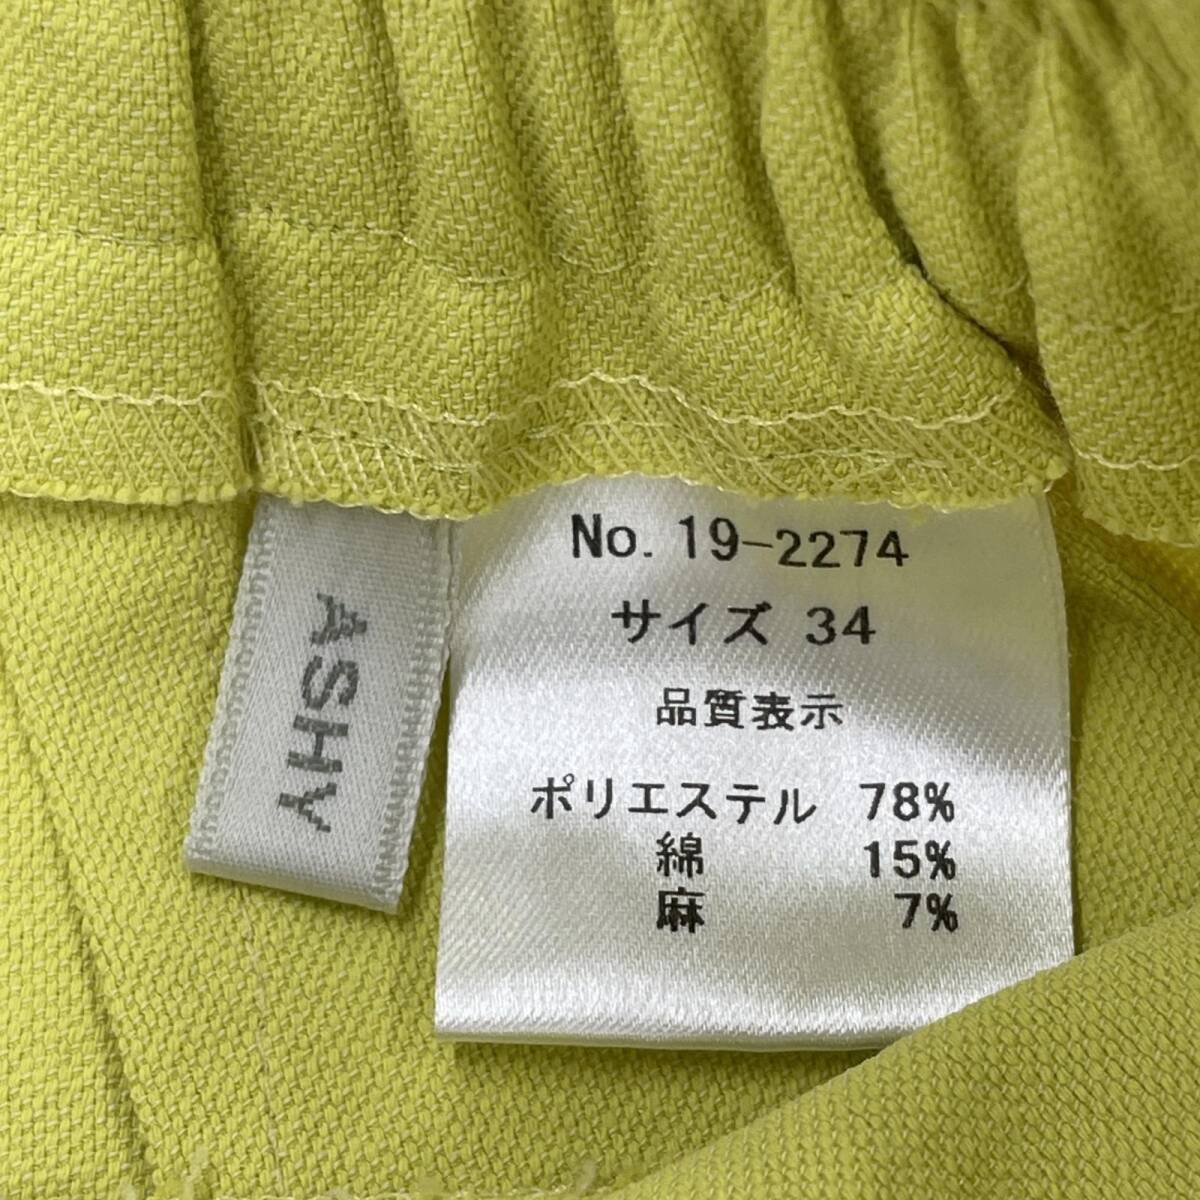 No. 19-2274
サイズ 34
品質表示
ポリエステル 78%
綿 15%
麻 7%
ASHY